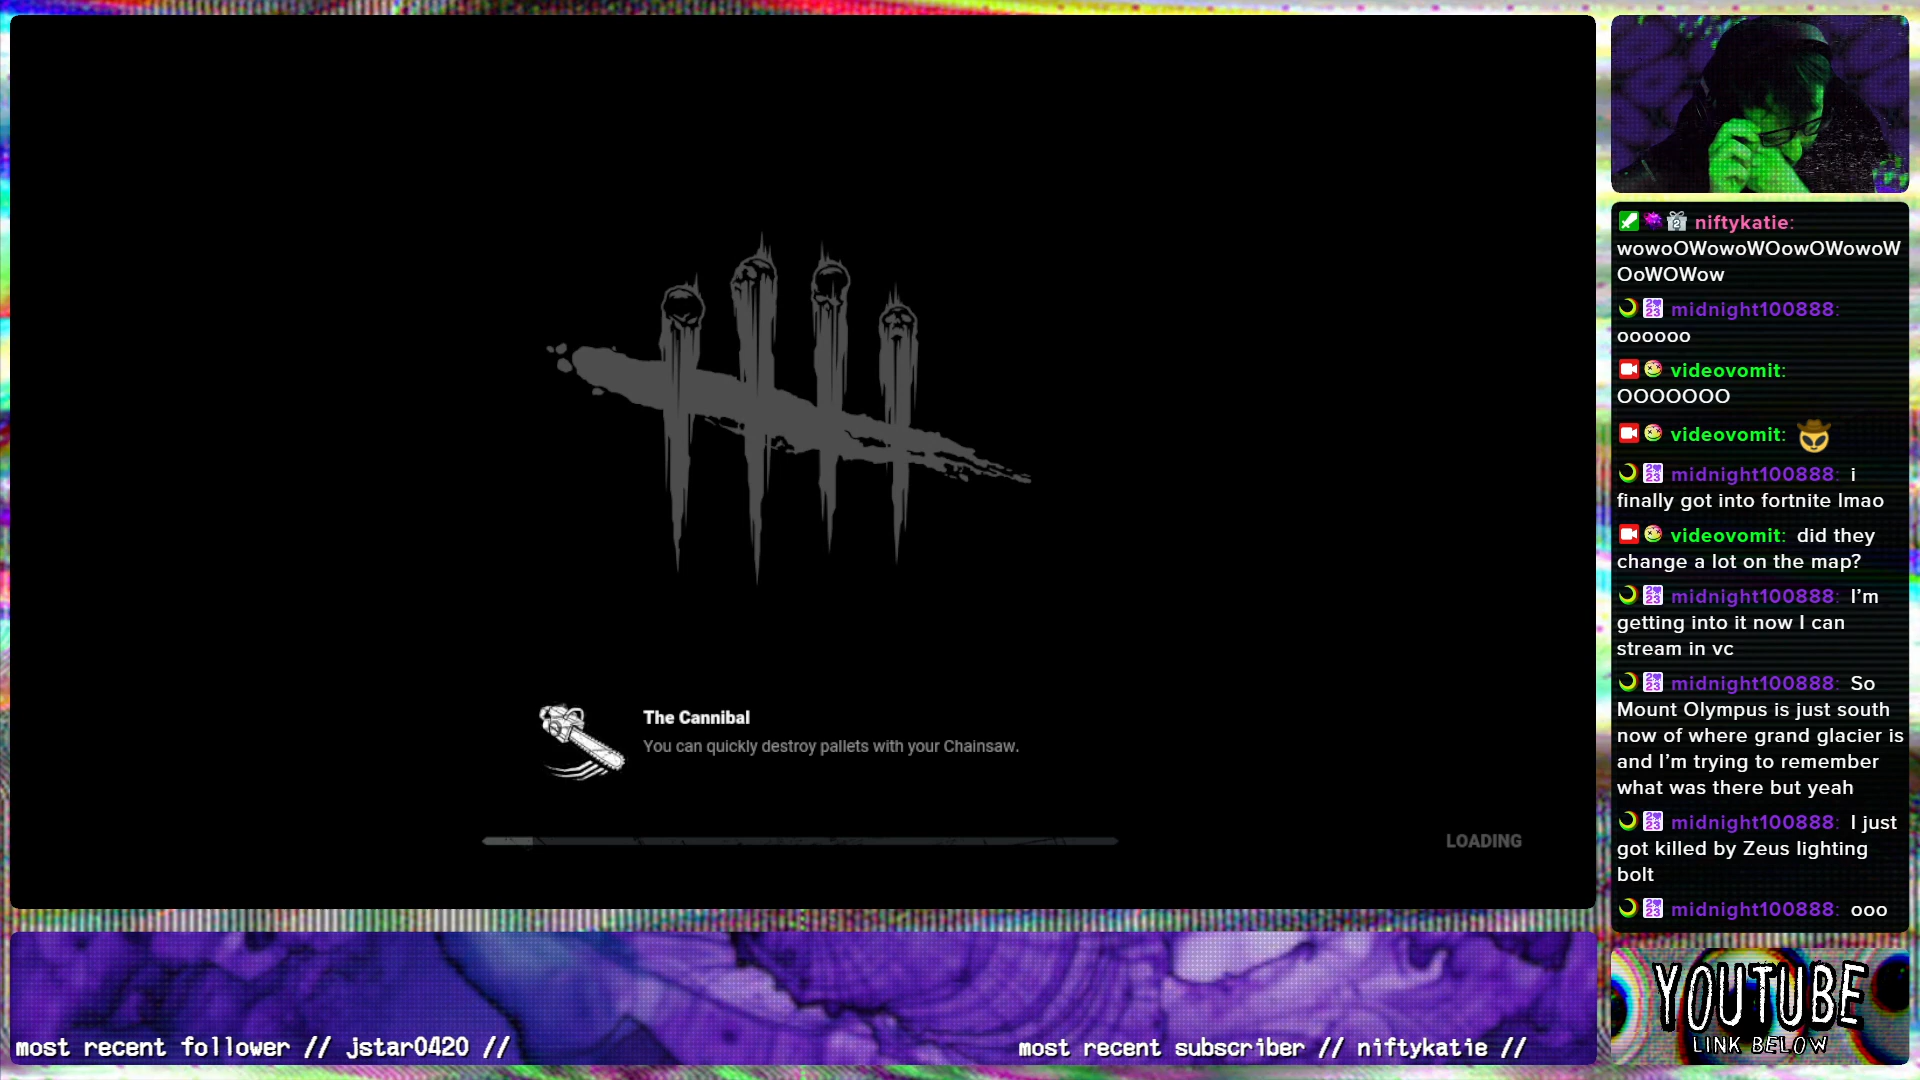 The Cannibal
You can quickly destroy pallets with your Chainsaw.
LOADING
niftykatie:
wowoOWowoWOowOWowoW
OoWOWow
midnight100888:
oooooo
videovomit:
OOOOOOO
videovomit:
midnight100888: i
finally got into fortnite lmao
videovomit: did they
change a lot on the map?
midnight100888: I’m
getting into it now I can
stream in vc
midnight100888: So
Mount Olympus is just south
now of where grand glacier is
and I’m trying to remember
what was there but yeah
midnight100888: I just
got killed by Zeus lighting
bolt
midnight100888: ooo
most recent follower // jstar0420 //
most recent subscriber // niftykatie //
YOUTUBE
LINK BELOW